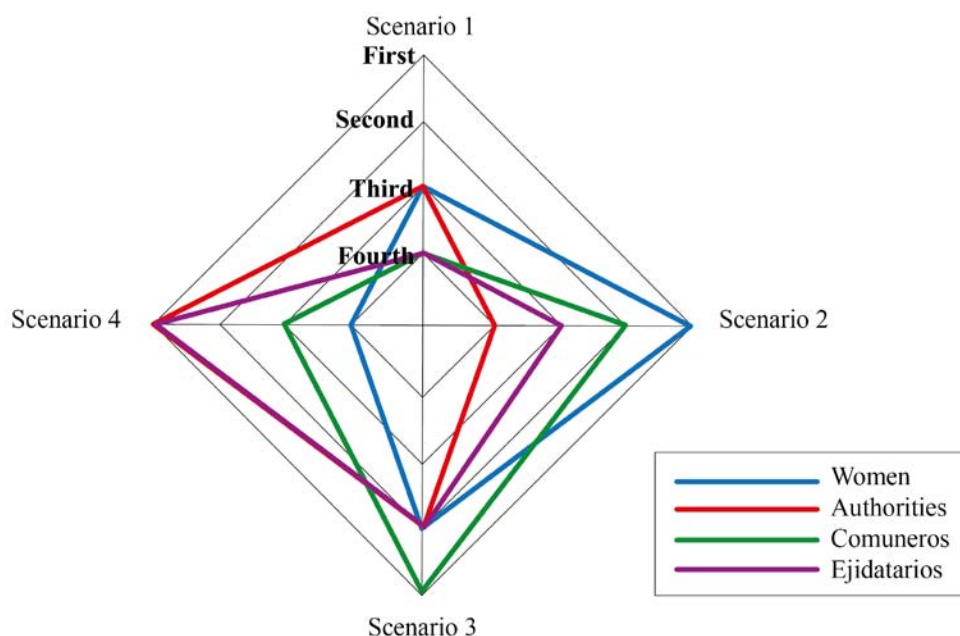 Scenario 1
First
Second
Third
Fourth
Scenario 4
Scenario 2
Women
Authorities
Comuneros
Ejidatarios
Scenario 3